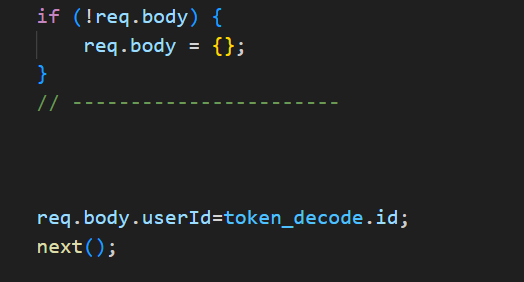 if (!req.body) {
    req.body = {};
}
// -----------------------
req.body.userId=token_decode.id;
next();